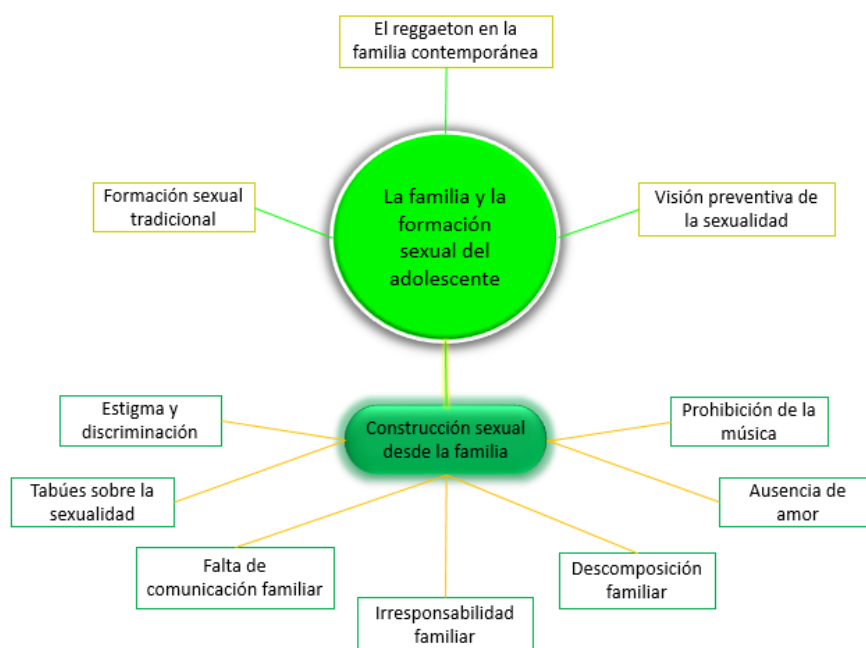 El reggaeton en la
familia contemporánea
Formación sexual
tradicional
La familia y la
formación
sexual del
adolescente
Visión preventiva de
la sexualidad
Estigma y
discriminación
Construcción sexual
desde la familia
Prohibición de la
música
Tabúes sobre la
sexualidad
Ausencia de
amor
Falta de
comunicación familiar
Descomposición
familiar
Irresponsabilidad
familiar